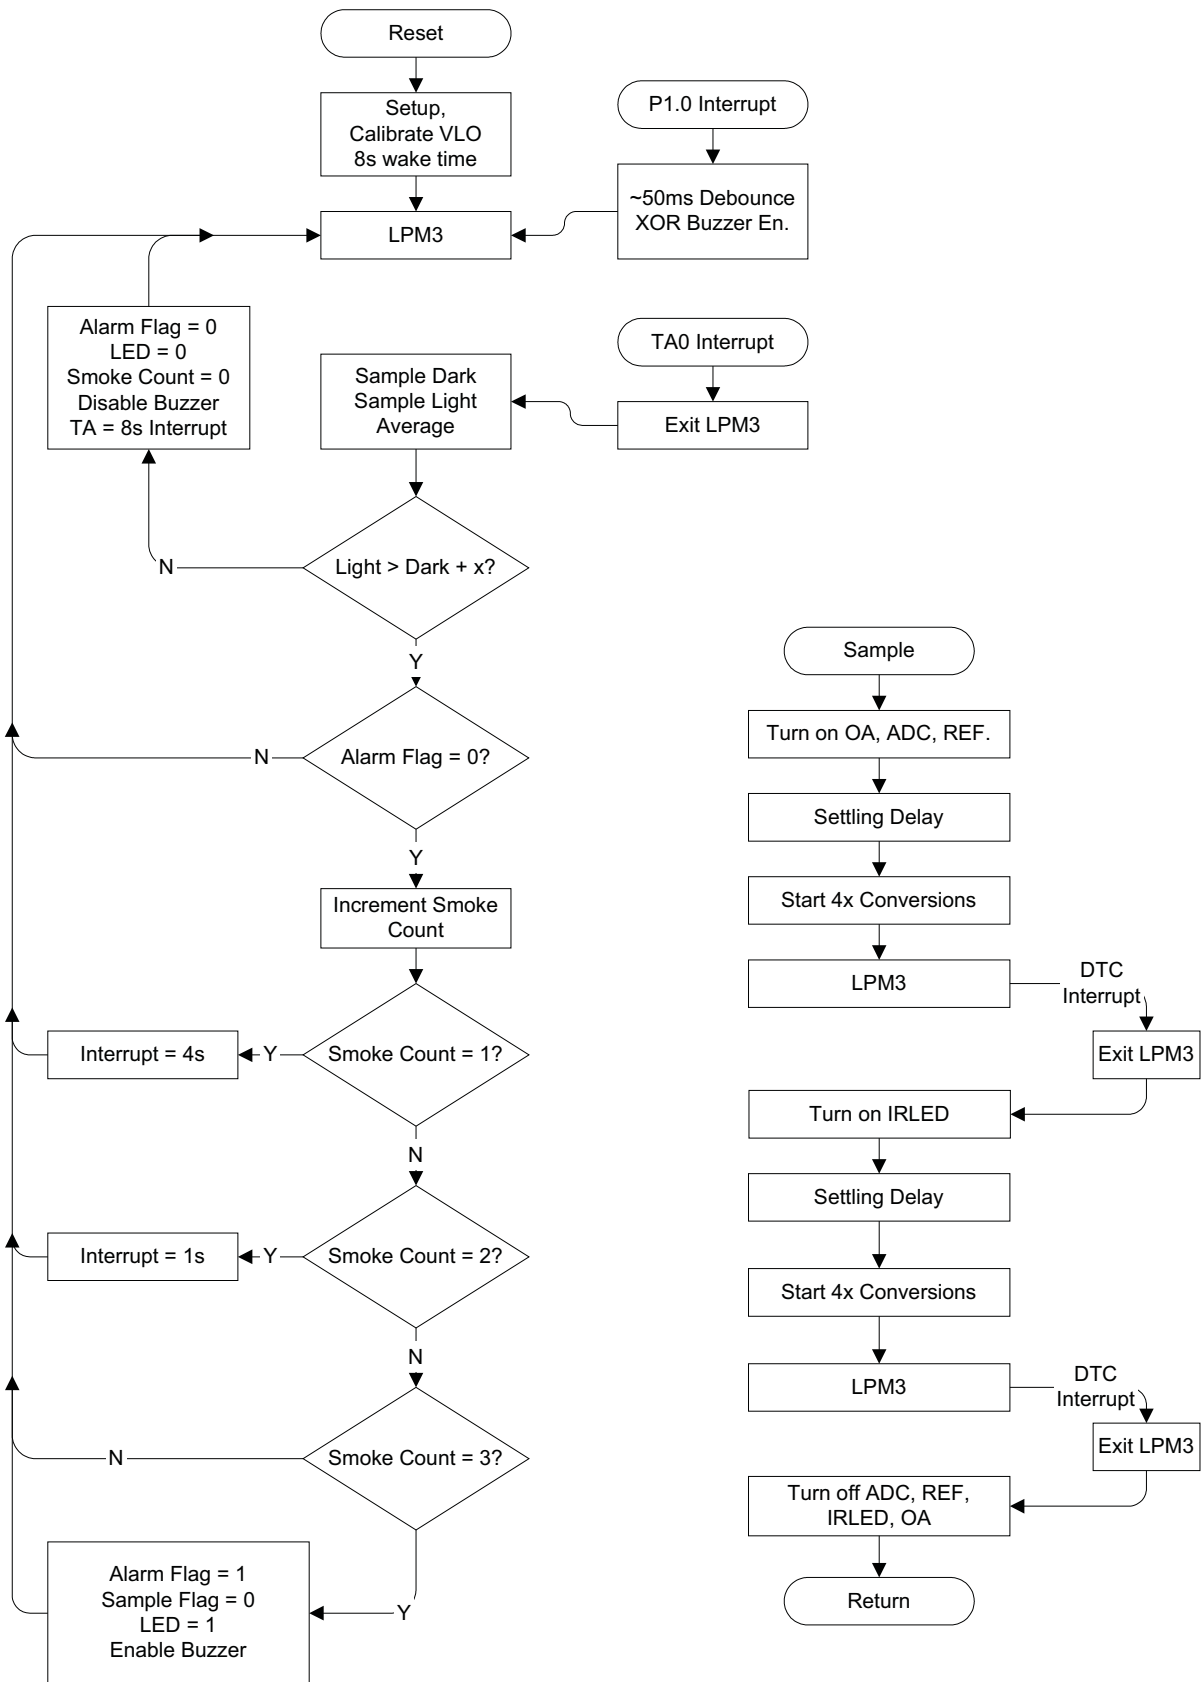 Reset
Setup,
Calibrate VLO
8s wake time
P1.0 Interrupt
~50ms Debounce
XOR Buzzer En.
LPM3
Alarm Flag = 0
LED = 0
Smoke Count = 0
Disable Buzzer
TA = 8s Interrupt
TA0 Interrupt
Exit LPM3
Sample Dark
Sample Light
Average
Light > Dark + x?
N
Y
Alarm Flag = 0?
N
Y
Increment Smoke
Count
Smoke Count = 1?
Y
Interrupt = 4s
N
Smoke Count = 2?
Y
Interrupt = 1s
N
Smoke Count = 3?
N
Y
Alarm Flag = 1
Sample Flag = 0
LED = 1
Enable Buzzer
Sample
Turn on OA, ADC, REF.
Settling Delay
Start 4x Conversions
LPM3
DTC
Interrupt
Exit LPM3
Turn on IRLED
Settling Delay
Start 4x Conversions
LPM3
DTC
Interrupt
Exit LPM3
Turn off ADC, REF,
IRLED, OA
Return